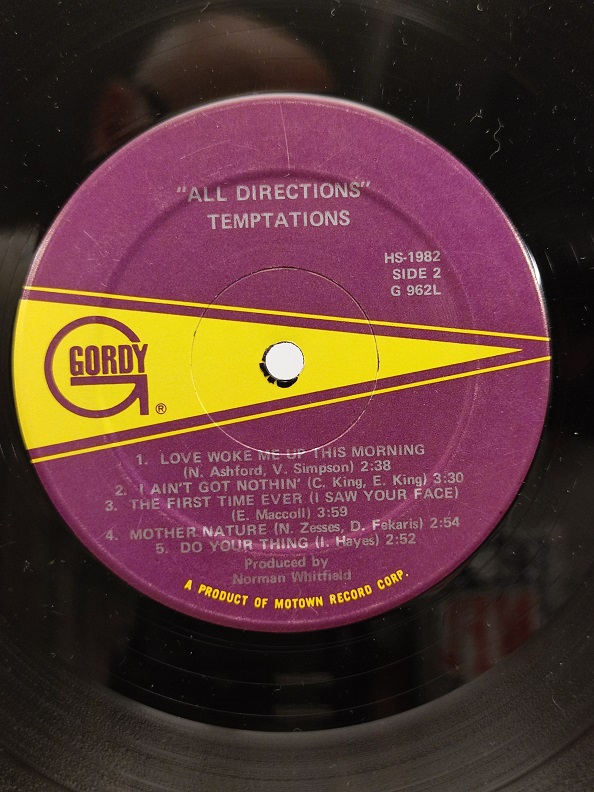 "ALL DIRECTIONS"
TEMPTATIONS
HS-1982
SIDE 2
G 962L
GORDY
®
1. LOVE WOKE ME UP THIS MORNING
(N. Ashford, V. Simpson) 2:38
2. I AIN'T GOT NOTHIN' (C. King, E. King) 3:30
3. THE FIRST TIME EVER (I SAW YOUR FACE)
(E. Maccoll) 3:59
4. MOTHER NATURE (N. Zesses, D. Fekaris) 2:54
5. DO YOUR THING (I. Hayes) 2:52
Produced by
Norman Whitfield
A PRODUCT OF MOTOWN RECORD CORP.